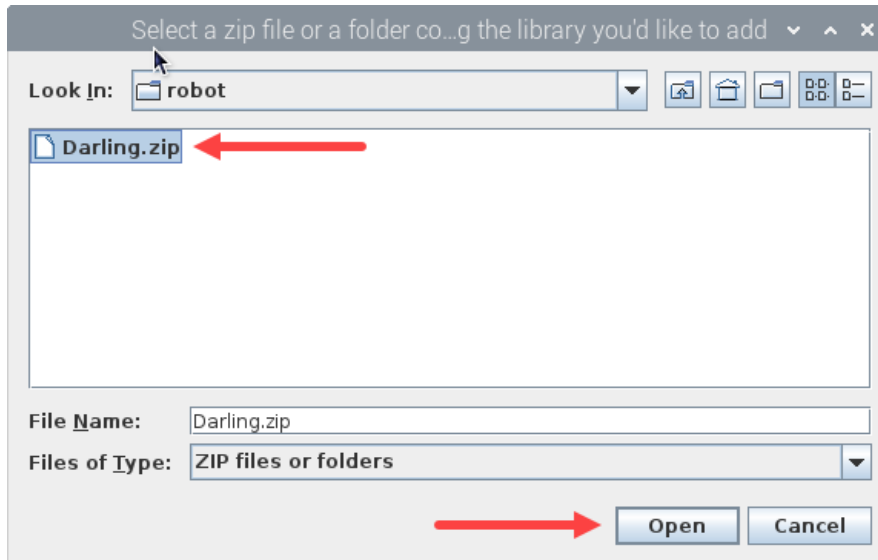 Select a zip file or a folder co...g the library you'd like to add
Look In: robot
Darling.zip
File Name: Darling.zip
Files of Type: ZIP files or folders
Open Cancel